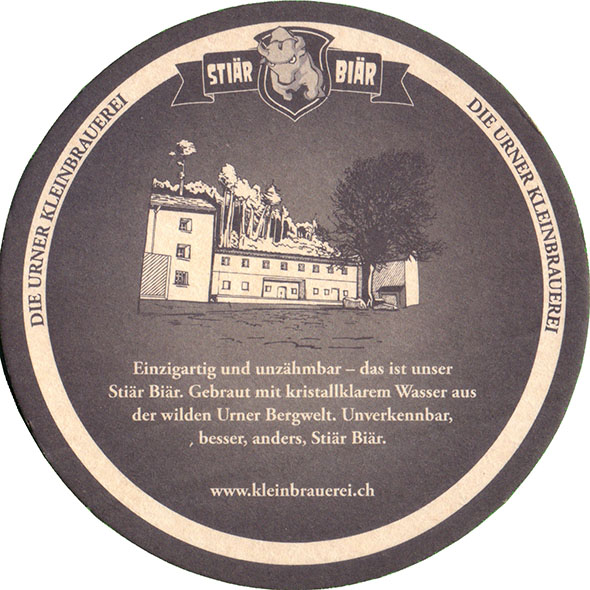 STIÄR BIÄR
DIE URNER KLEINBRAUEREI
DIE URNER KLEINBRAUEREI
Einzigartig und unzähmbar – das ist unser
Stiär Biär. Gebraut mit kristallklarem Wasser aus
der wilden Urner Bergwelt. Unverkennbar,
besser, anders, Stiär Biär.
www.kleinbrauerei.ch